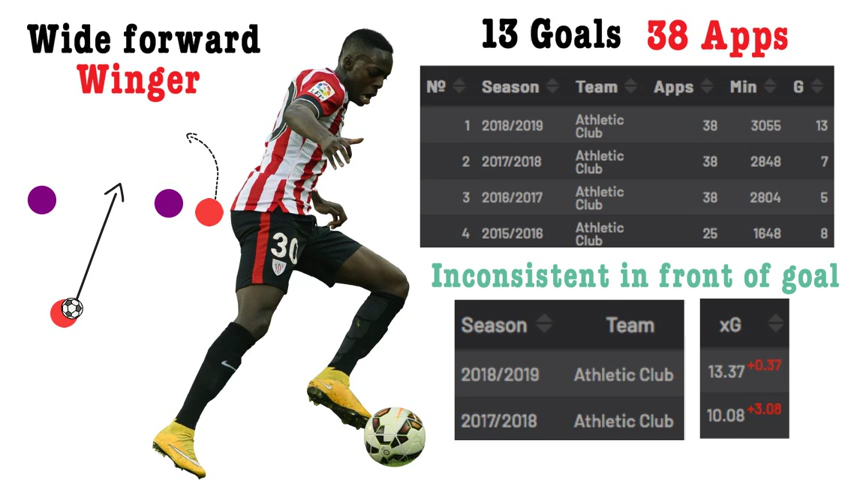 Wide forward
Winger
13 Goals 38 Apps
Nº Season Team Apps Min G
1 2018/2019 Athletic Club 38 3055 13
2 2017/2018 Athletic Club 38 2848 7
3 2016/2017 Athletic Club 38 2804 5
4 2015/2016 Athletic Club 25 1648 8
30
Inconsistent in front of goal
Season Team xG
2018/2019 Athletic Club 13.37+0.37
2017/2018 Athletic Club 10.08+3.08